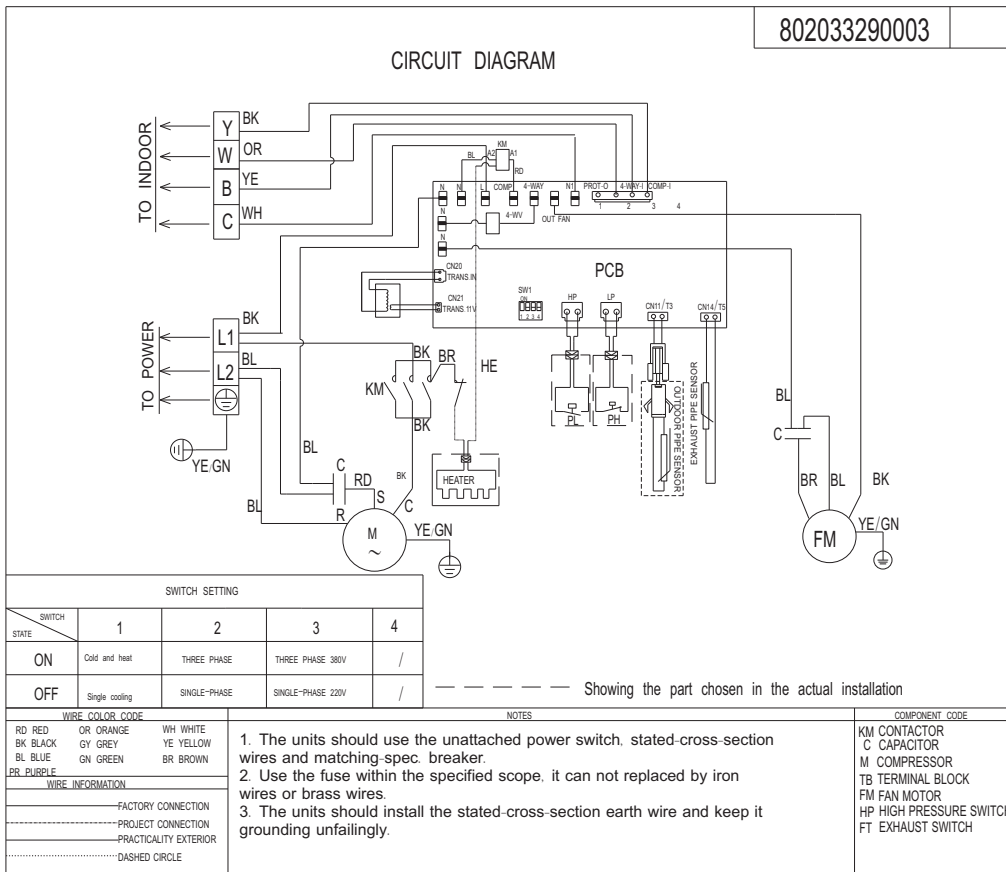 802033290003
CIRCUIT DIAGRAM
TO INDOOR
Y BK
W OR
B YE
C WH
TO POWER
L1 BK
L2 BL
YE/GN
KM
BL A2 A1
RD
N N L COMP 4-WAY N1 PROT-O 4-WAY-I COMP-I
1 2 3 4
N 4-WV OUT FAN
N
PCB
CN20
TRANS.IN
CN21
TRANS.11V
SW1
ON
1 2 3 4
HP LP
CN11/T3 CN14/T5
BK BR HE
KM
BK
PL PH
OUTDOOR PIPE SENSOR
EXHAUST PIPE SENSOR
HEATER
BL
C
BR BL BK
FM YE/GN
BL
C RD BK
S C
BL R
M
~
YE/GN
SWITCH SETTING
SWITCH
STATE
1 2 3 4
ON Cold and heat THREE PHASE THREE PHASE 380V /
OFF Single cooling SINGLE-PHASE SINGLE-PHASE 220V /
Showing the part chosen in the actual installation
WIRE COLOR CODE
RD RED OR ORANGE WH WHITE
BK BLACK GY GREY YE YELLOW
BL BLUE GN GREEN BR BROWN
PR PURPLE
WIRE INFORMATION
FACTORY CONNECTION
PROJECT CONNECTION
PRACTICALITY EXTERIOR
DASHED CIRCLE
NOTES
1. The units should use the unattached power switch, stated-cross-section
wires and matching-spec. breaker.
2. Use the fuse within the specified scope, it can not replaced by iron
wires or brass wires.
3. The units should install the stated-cross-section earth wire and keep it
grounding unfailingly.
COMPONENT CODE
KM CONTACTOR
C CAPACITOR
M COMPRESSOR
TB TERMINAL BLOCK
FM FAN MOTOR
HP HIGH PRESSURE SWITCH
FT EXHAUST SWITCH